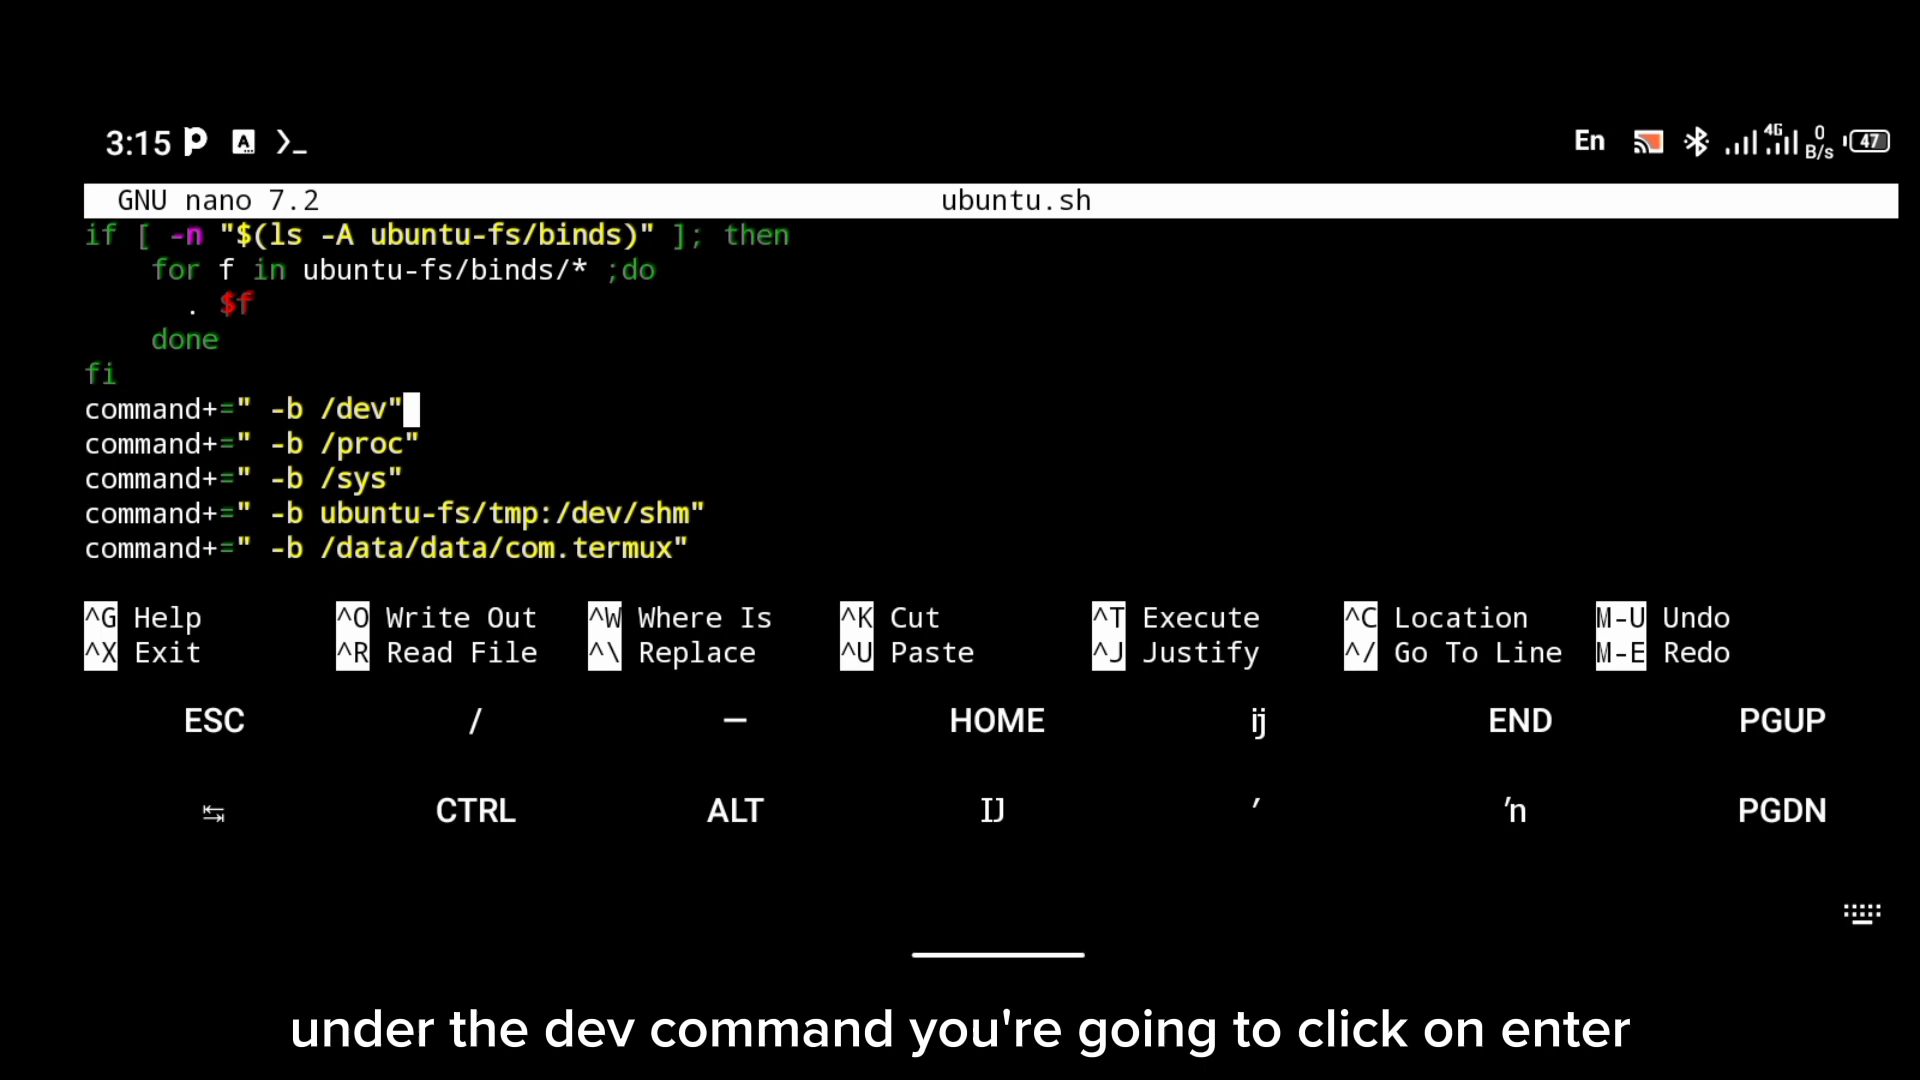 3:15 P A >_ En 4G 0 B/s 47
GNU nano 7.2 ubuntu.sh
if [ -n "$(ls -A ubuntu-fs/binds)" ]; then
    for f in ubuntu-fs/binds/* ;do
      . $f
    done
fi
command+=" -b /dev"
command+=" -b /proc"
command+=" -b /sys"
command+=" -b ubuntu-fs/tmp:/dev/shm"
command+=" -b /data/data/com.termux"
^G Help ^O Write Out ^W Where Is ^K Cut ^T Execute ^C Location M-U Undo
^X Exit ^R Read File ^\ Replace ^U Paste ^J Justify ^/ Go To Line M-E Redo
ESC / — HOME ĳ END PGUP
↹ CTRL ALT Ĳ ′ ŉ PGDN
under the dev command you're going to click on enter